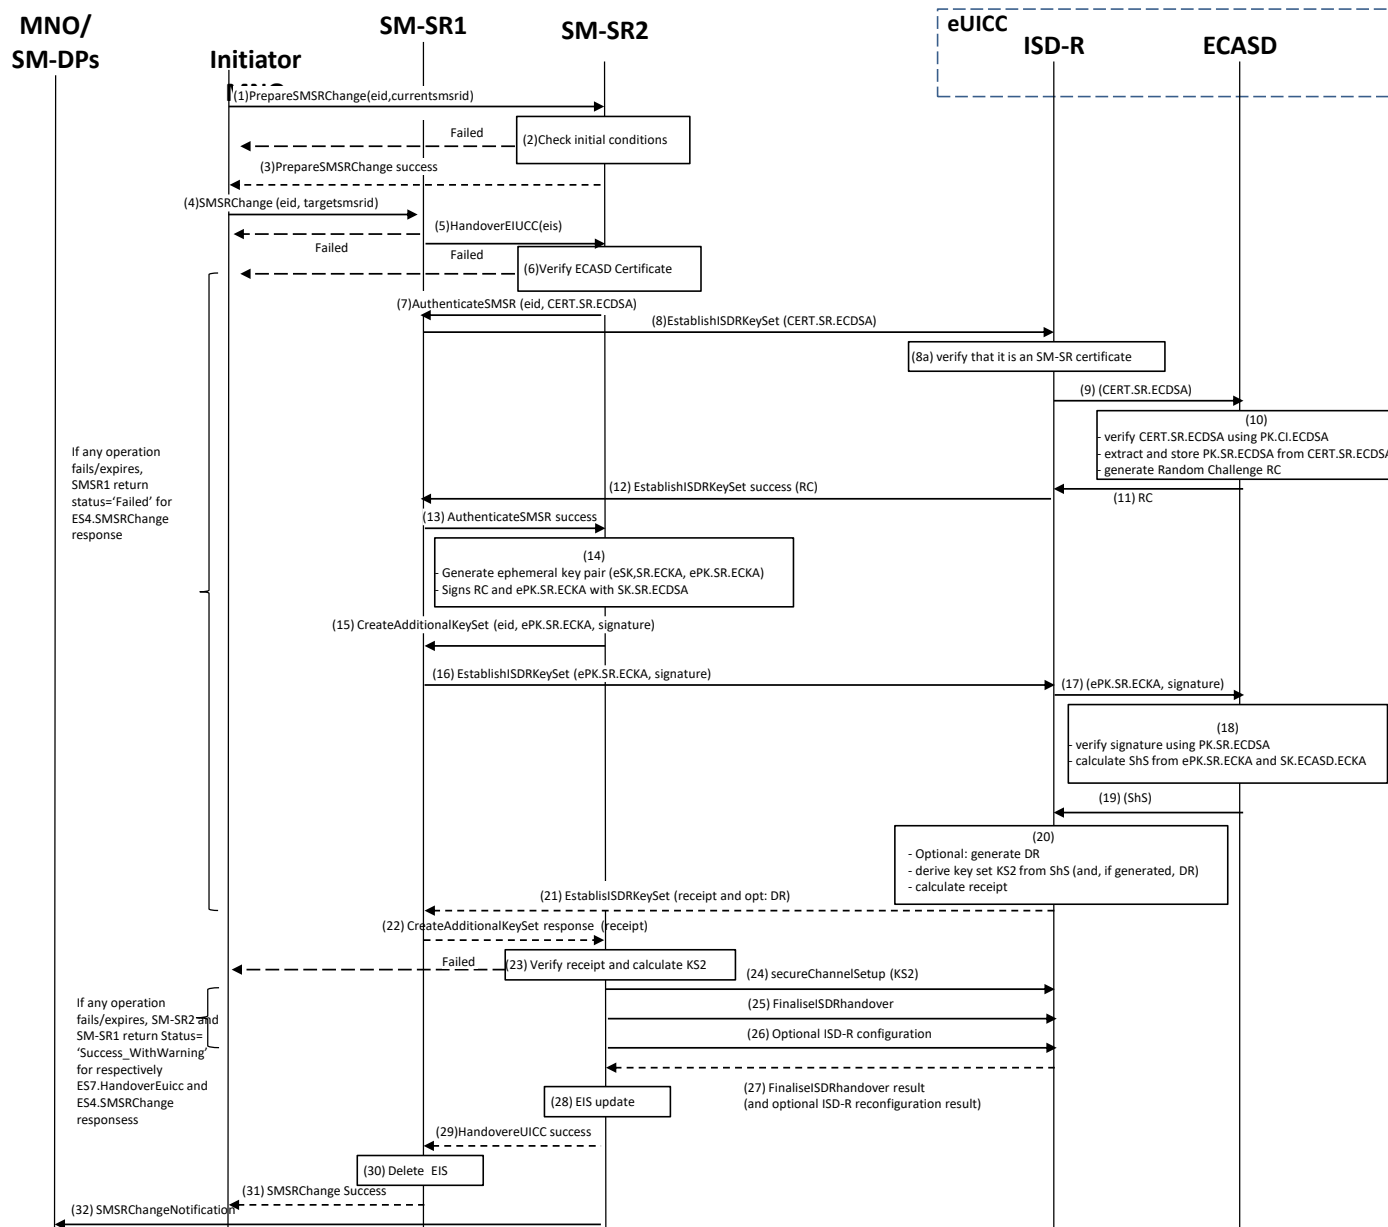 MNO/
SM-DPs
Initiator
SM-SR1
SM-SR2
eUICC
ISD-R
ECASD
(1)PrepareSMSRChange(eid,currentsmsrid)
Failed
(2)Check initial conditions
(3)PrepareSMSRChange success
(4)SMSRChange (eid, targetsmsrid)
(5)HandoverEIUCC(eis)
Failed
Failed
(6)Verify ECASD Certificate
(7)AuthenticateSMSR (eid, CERT.SR.ECDSA)
(8)EstablishISDRKeySet (CERT.SR.ECDSA)
(8a) verify that it is an SM-SR certificate
(9) (CERT.SR.ECDSA)
(10)
- verify CERT.SR.ECDSA using PK.CI.ECDSA
- extract and store PK.SR.ECDSA from CERT.SR.ECDSA
- generate Random Challenge RC
If any operation
fails/expires,
SMSR1 return
status=‘Failed’ for
ES4.SMSRChange
response
(11) RC
(12) EstablishISDRKeySet success (RC)
(13) AuthenticateSMSR success
(14)
- Generate ephemeral key pair (eSK,SR.ECKA, ePK.SR.ECKA)
- Signs RC and ePK.SR.ECKA with SK.SR.ECDSA
(15) CreateAdditionalKeySet (eid, ePK.SR.ECKA, signature)
(16) EstablishISDRKeySet (ePK.SR.ECKA, signature)
(17) (ePK.SR.ECKA, signature)
(18)
- verify signature using PK.SR.ECDSA
- calculate ShS from ePK.SR.ECKA and SK.ECASD.ECKA
(19) (ShS)
(20)
- Optional: generate DR
- derive key set KS2 from ShS (and, if generated, DR)
- calculate receipt
(21) EstablisISDRKeySet (receipt and opt: DR)
(22) CreateAdditionalKeySet response (receipt)
Failed
(23) Verify receipt and calculate KS2
(24) secureChannelSetup (KS2)
(25) FinaliseISDRhandover
(26) Optional ISD-R configuration
If any operation
fails/expires, SM-SR2 and
SM-SR1 return Status=
‘Success_WithWarning’
for respectively
ES7.HandoverEuicc and
ES4.SMSRChange
responsess
(27) FinaliseISDRhandover result
(and optional ISD-R reconfiguration result)
(28) EIS update
(29)HandovereUICC success
(30) Delete EIS
(31) SMSRChange Success
(32) SMSRChangeNotification